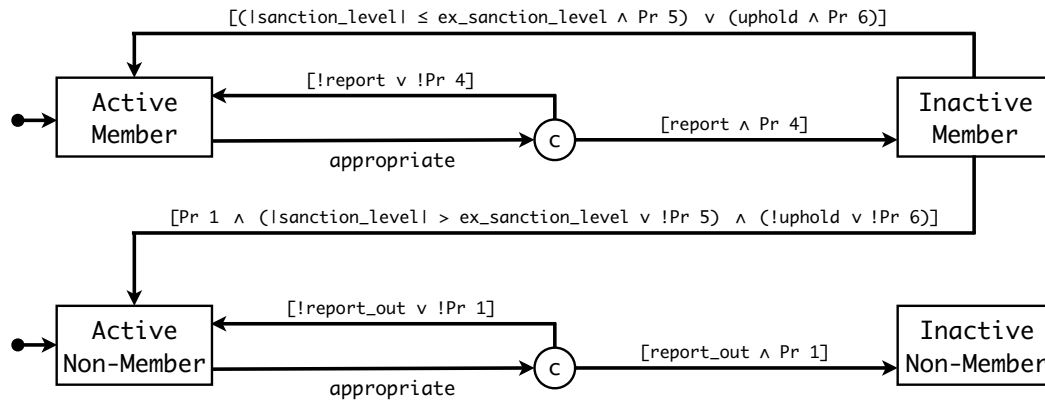 [(|sanction_level| ≤ ex_sanction_level ∧ Pr 5) ∨ (uphold ∧ Pr 6)]
Active
Member
[!report ∨ !Pr 4]
c
appropriate
[report ∧ Pr 4]
Inactive
Member
[Pr 1 ∧ (|sanction_level| > ex_sanction_level ∨ !Pr 5) ∧ (!uphold ∨ !Pr 6)]
Active
Non-Member
[!report_out ∨ !Pr 1]
c
appropriate
[report_out ∧ Pr 1]
Inactive
Non-Member